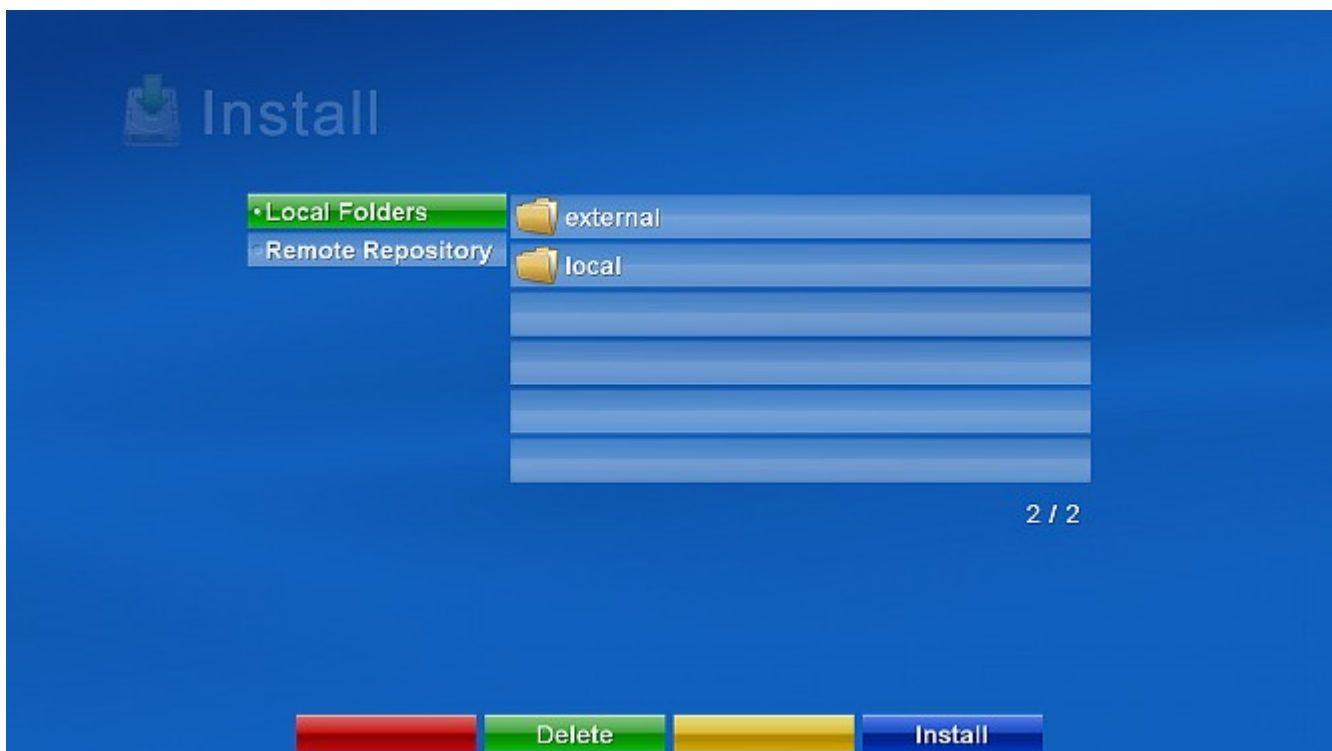 Install
Local Folders
Remote Repository
external
local
2 / 2
Delete
Install